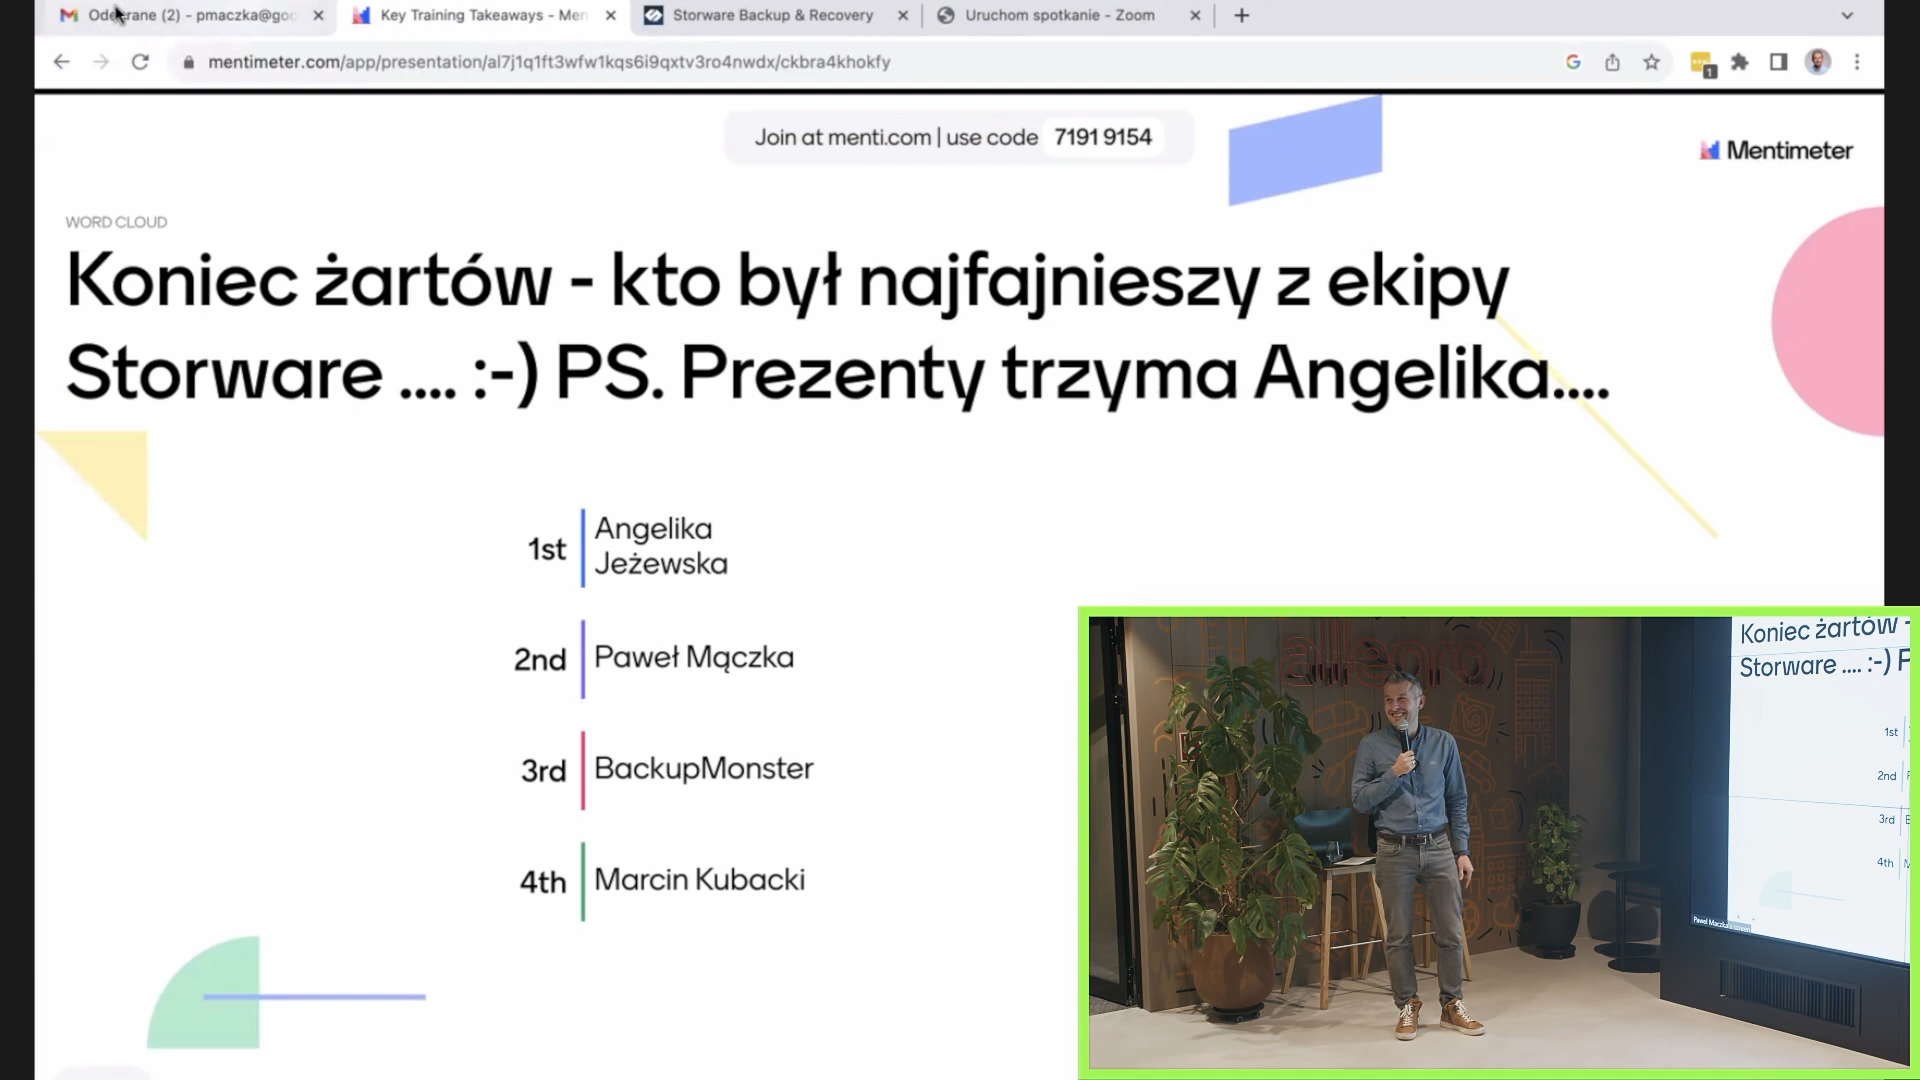 Odebrane (2) - pmaczka@goo
Key Training Takeaways - Men
Storware Backup & Recovery
Uruchom spotkanie - Zoom
mentimeter.com/app/presentation/al7j1q1ft3wfw1kqs6i9qxtv3ro4nwdx/ckbra4khokfy
1
Join at menti.com | use code 7191 9154
Mentimeter
WORD CLOUD
Koniec żartów - kto był najfajnieszy z ekipy
Storware .... :-) PS. Prezenty trzyma Angelika....
1st
Angelika
Jeżewska
2nd Paweł Mączka
3rd BackupMonster
4th Marcin Kubacki
allegro
Koniec żartów -
Storware .... :-) P
1st
2nd
3rd
4th